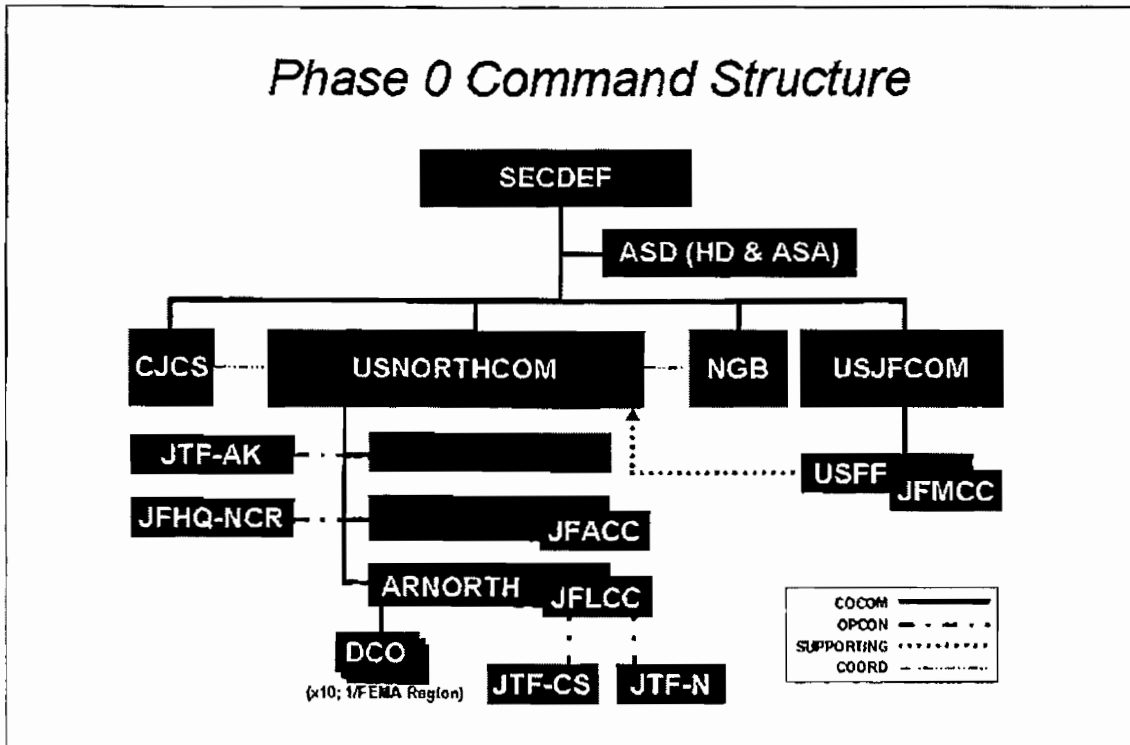 Phase 0 Command Structure
SECDEF
ASD (HD & ASA)
CJCS
USNORTHCOM
NGB
USJFCOM
JTF-AK
USFF
JFMCC
JFHQ-NCR
JFACC
ARNORTH
JFLCC
DCO
(x10; 1/FEMA Region)
JTF-CS
JTF-N
COCOM
OPCON
SUPPORTING
COORD